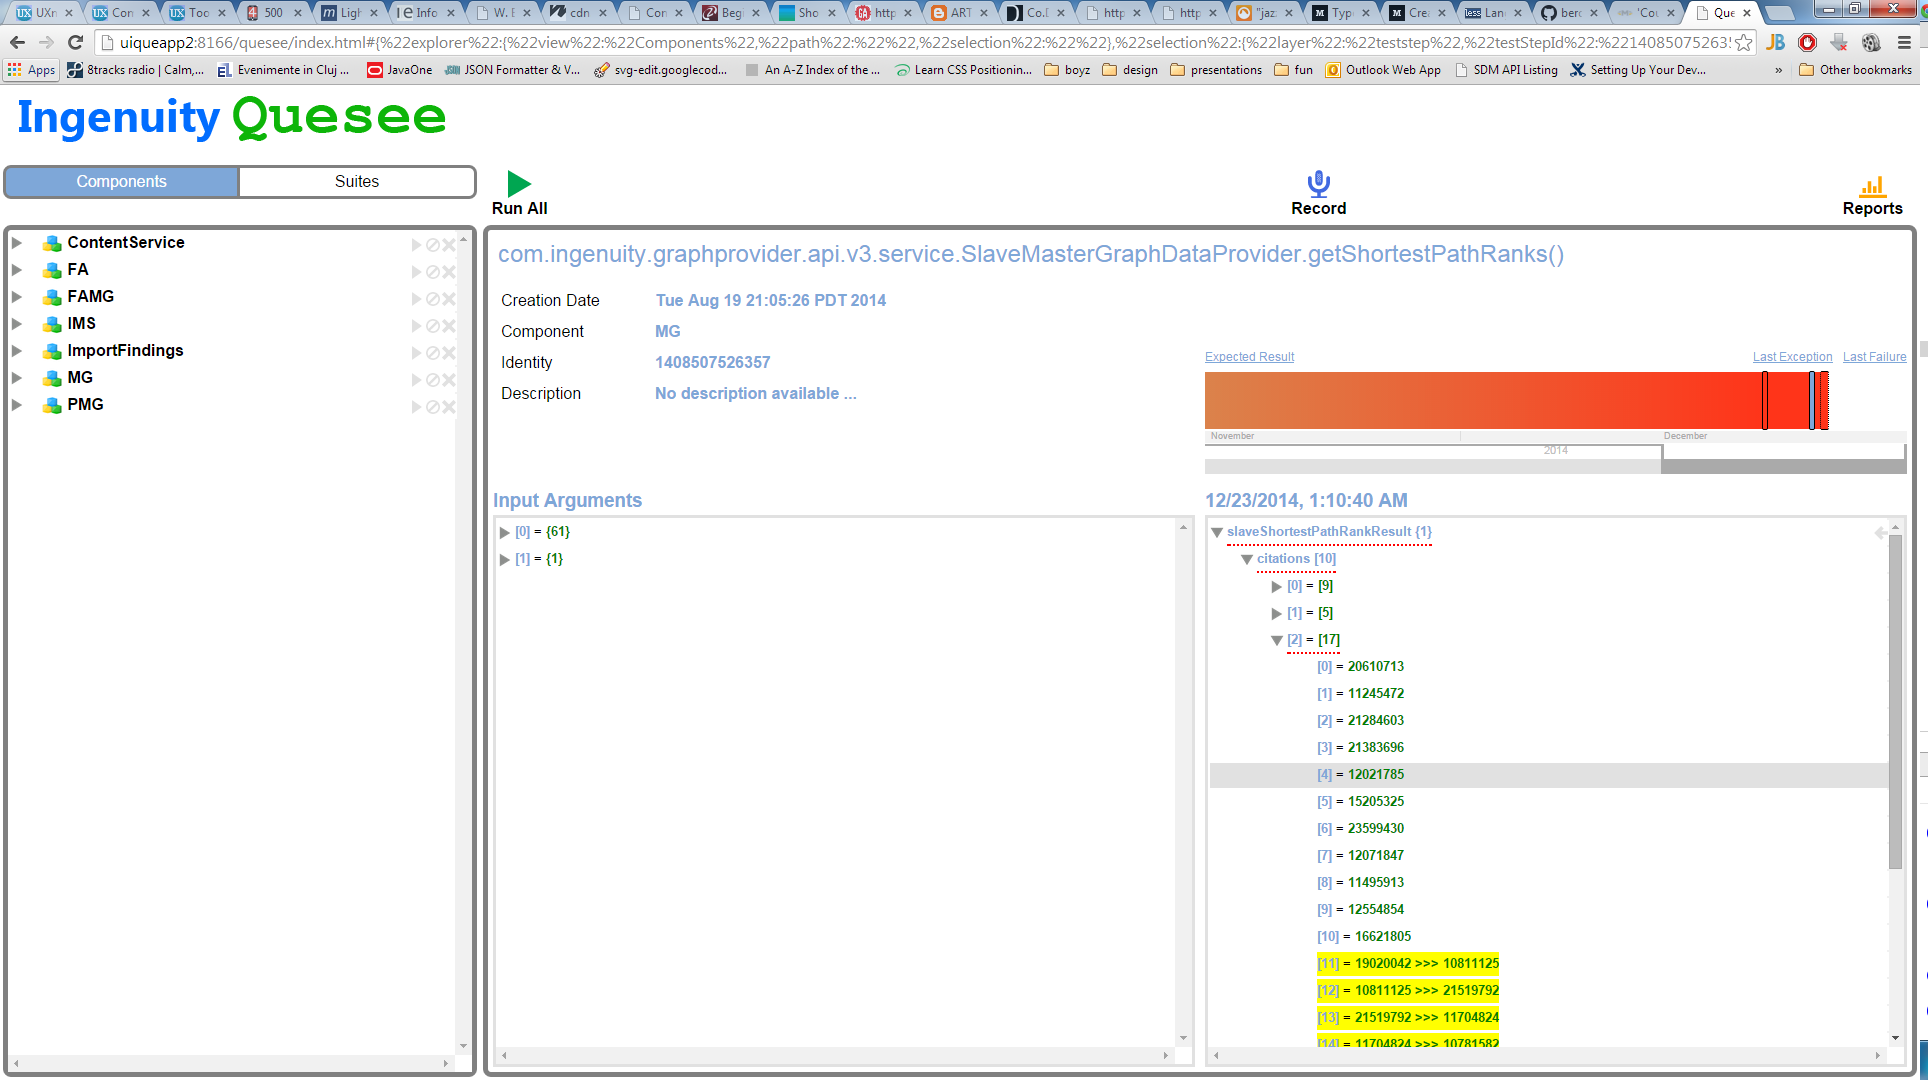 UXr
Con
Too
500
Ligh
Info
W. E
cdn
Con
Begi
Sho
http
ART
Co.D
http
http
"jaz
Type
Crea
Lan
berc
'Cou
Que
uiqueapp2:8166/quesee/index.html#{%22explorer%22:{%22view%22:%22Components%22,%22path%22:%22%22,%22selection%22:%22%22},%22selection%22:{%22layer%22:%22teststep%22,%22testStepId%22:%22140850752635
Apps
8tracks radio | Calm,...
Evenimente in Cluj ...
JavaOne
JSON Formatter & V...
svg-edit.googlecod...
An A-Z Index of the ...
Learn CSS Positionin...
boyz
design
presentations
fun
Outlook Web App
SDM API Listing
Setting Up Your Dev...
»
Other bookmarks
Ingenuity Quesee
Components
Suites
Run All
Record
Reports
ContentService
FA
FAMG
IMS
ImportFindings
MG
PMG
com.ingenuity.graphprovider.api.v3.service.SlaveMasterGraphDataProvider.getShortestPathRanks()
Creation Date Tue Aug 19 21:05:26 PDT 2014
Component MG
Identity 1408507526357
Description No description available ...
Expected Result Last Exception Last Failure
November December
2014
Input Arguments
[0] = {61}
[1] = {1}
12/23/2014, 1:10:40 AM
slaveShortestPathRankResult {1}
citations [10]
[0] = [9]
[1] = [5]
[2] = [17]
[0] = 20610713
[1] = 11245472
[2] = 21284603
[3] = 21383696
[4] = 12021785
[5] = 15205325
[6] = 23599430
[7] = 12071847
[8] = 11495913
[9] = 12554854
[10] = 16621805
[11] = 19020042 >>> 10811125
[12] = 10811125 >>> 21519792
[13] = 21519792 >>> 11704824
[14] = 11704824 >>> 10781582